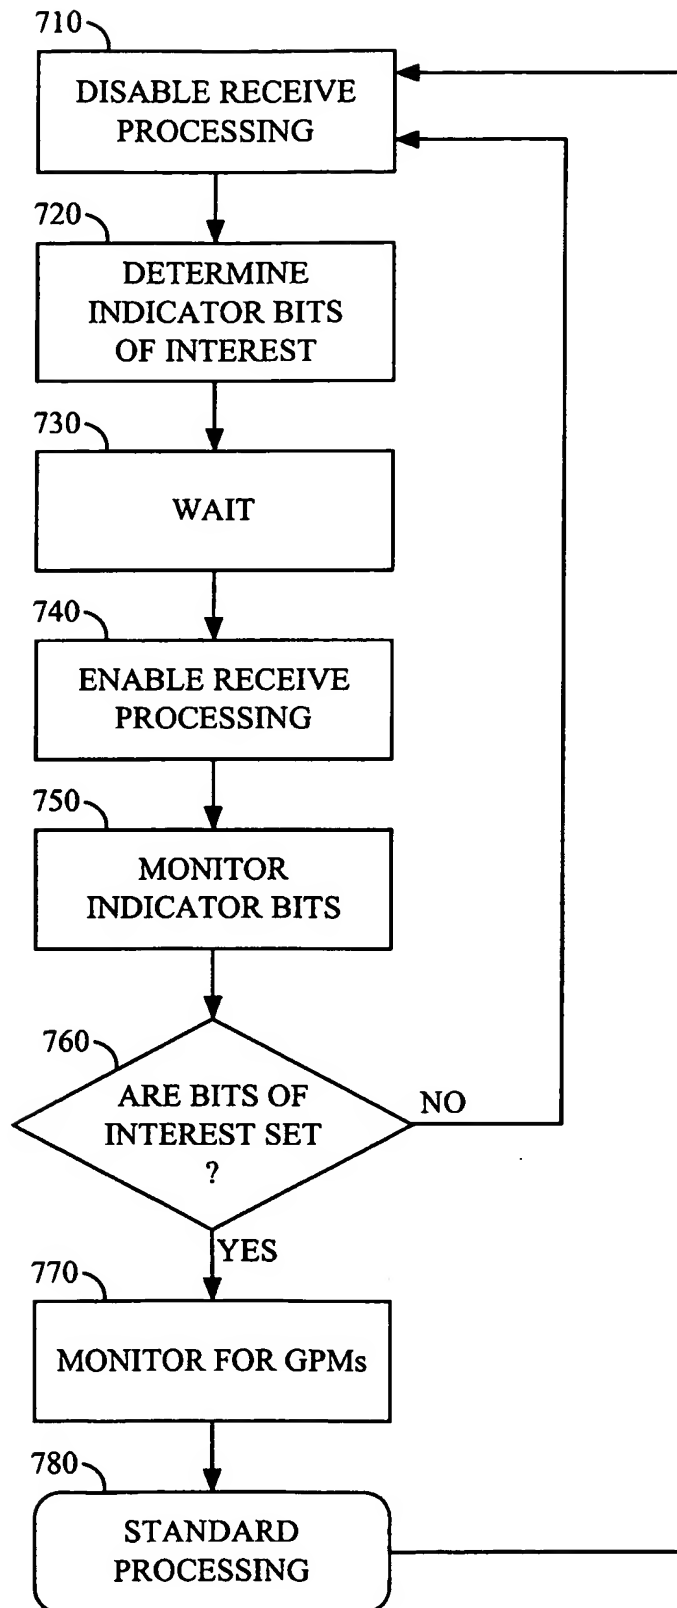 710
DISABLE RECEIVE
PROCESSING
720
DETERMINE
INDICATOR BITS
OF INTEREST
730
WAIT
740
ENABLE RECEIVE
PROCESSING
750
MONITOR
INDICATOR BITS
760
ARE BITS OF
INTEREST SET
?
NO
YES
770
MONITOR FOR GPMs
780
STANDARD
PROCESSING